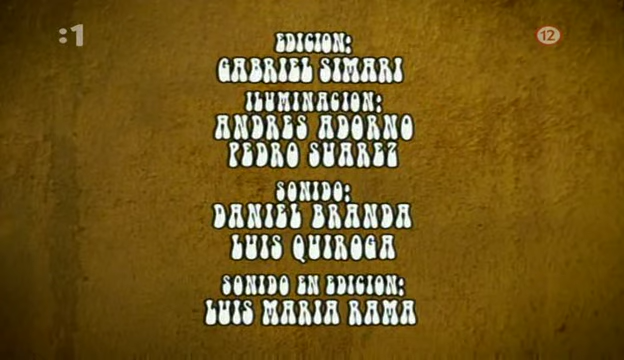 :1
12
EDICION:
GABRIEL SIMARI
ILUMINACION:
ANDRES ADORNO
PEDRO SUAREZ
SONIDO:
DANIEL BRANDA
LUIS QUIROGA
SONIDO EN EDICION:
LUIS MARIA RAMA